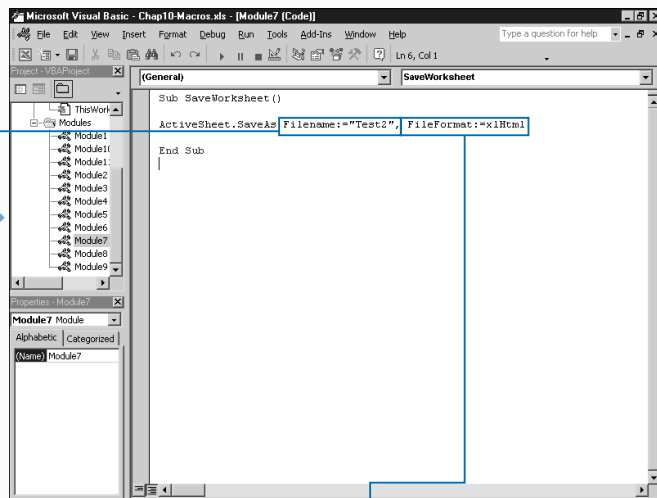 Microsoft Visual Basic - Chap10-Macros.xls - [Module7 (Code)]
File Edit View Insert Format Debug Run Tools Add-Ins Window Help
Type a question for help
Ln 6, Col 1
Project - VBAProject
ThisWork
Modules
Module1
Module10
Module11
Module2
Module3
Module4
Module5
Module6
Module7
Module8
Module9
Properties - Module7
Module7 Module
Alphabetic Categorized
(Name) Module7
(General) SaveWorksheet
Sub SaveWorksheet()
ActiveSheet.SaveAs Filename:="Test2", FileFormat:=xlHtml
End Sub